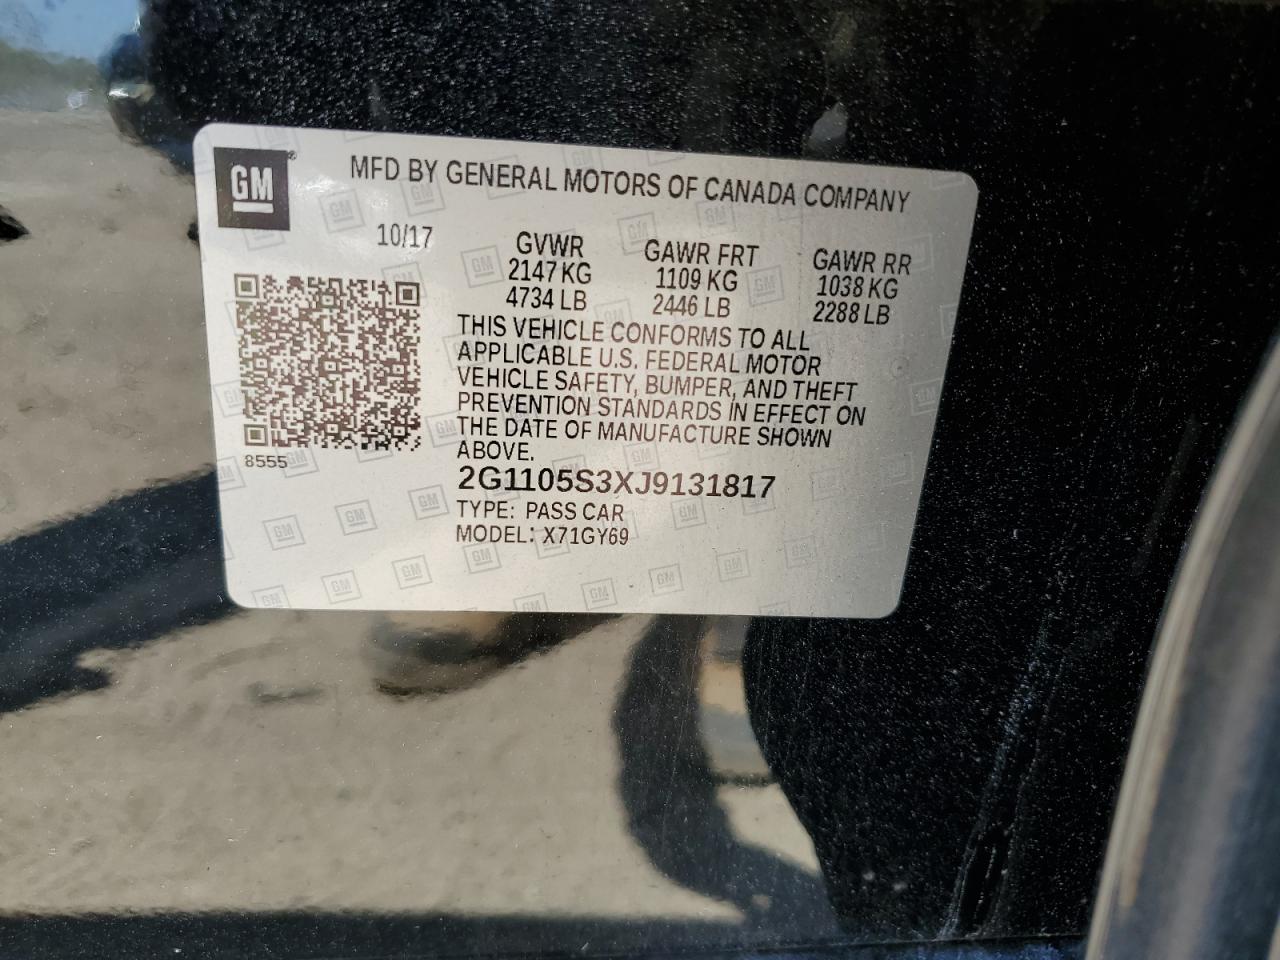 GM
MFD BY GENERAL MOTORS OF CANADA COMPANY
10/17
GVWR GAWR FRT GAWR RR
2147 KG 1109 KG 1038 KG
4734 LB 2446 LB 2288 LB
THIS VEHICLE CONFORMS TO ALL
APPLICABLE U.S. FEDERAL MOTOR
VEHICLE SAFETY, BUMPER, AND THEFT
PREVENTION STANDARDS IN EFFECT ON
THE DATE OF MANUFACTURE SHOWN
ABOVE.
8555
2G1105S3XJ9131817
TYPE: PASS CAR
MODEL: X71GY69